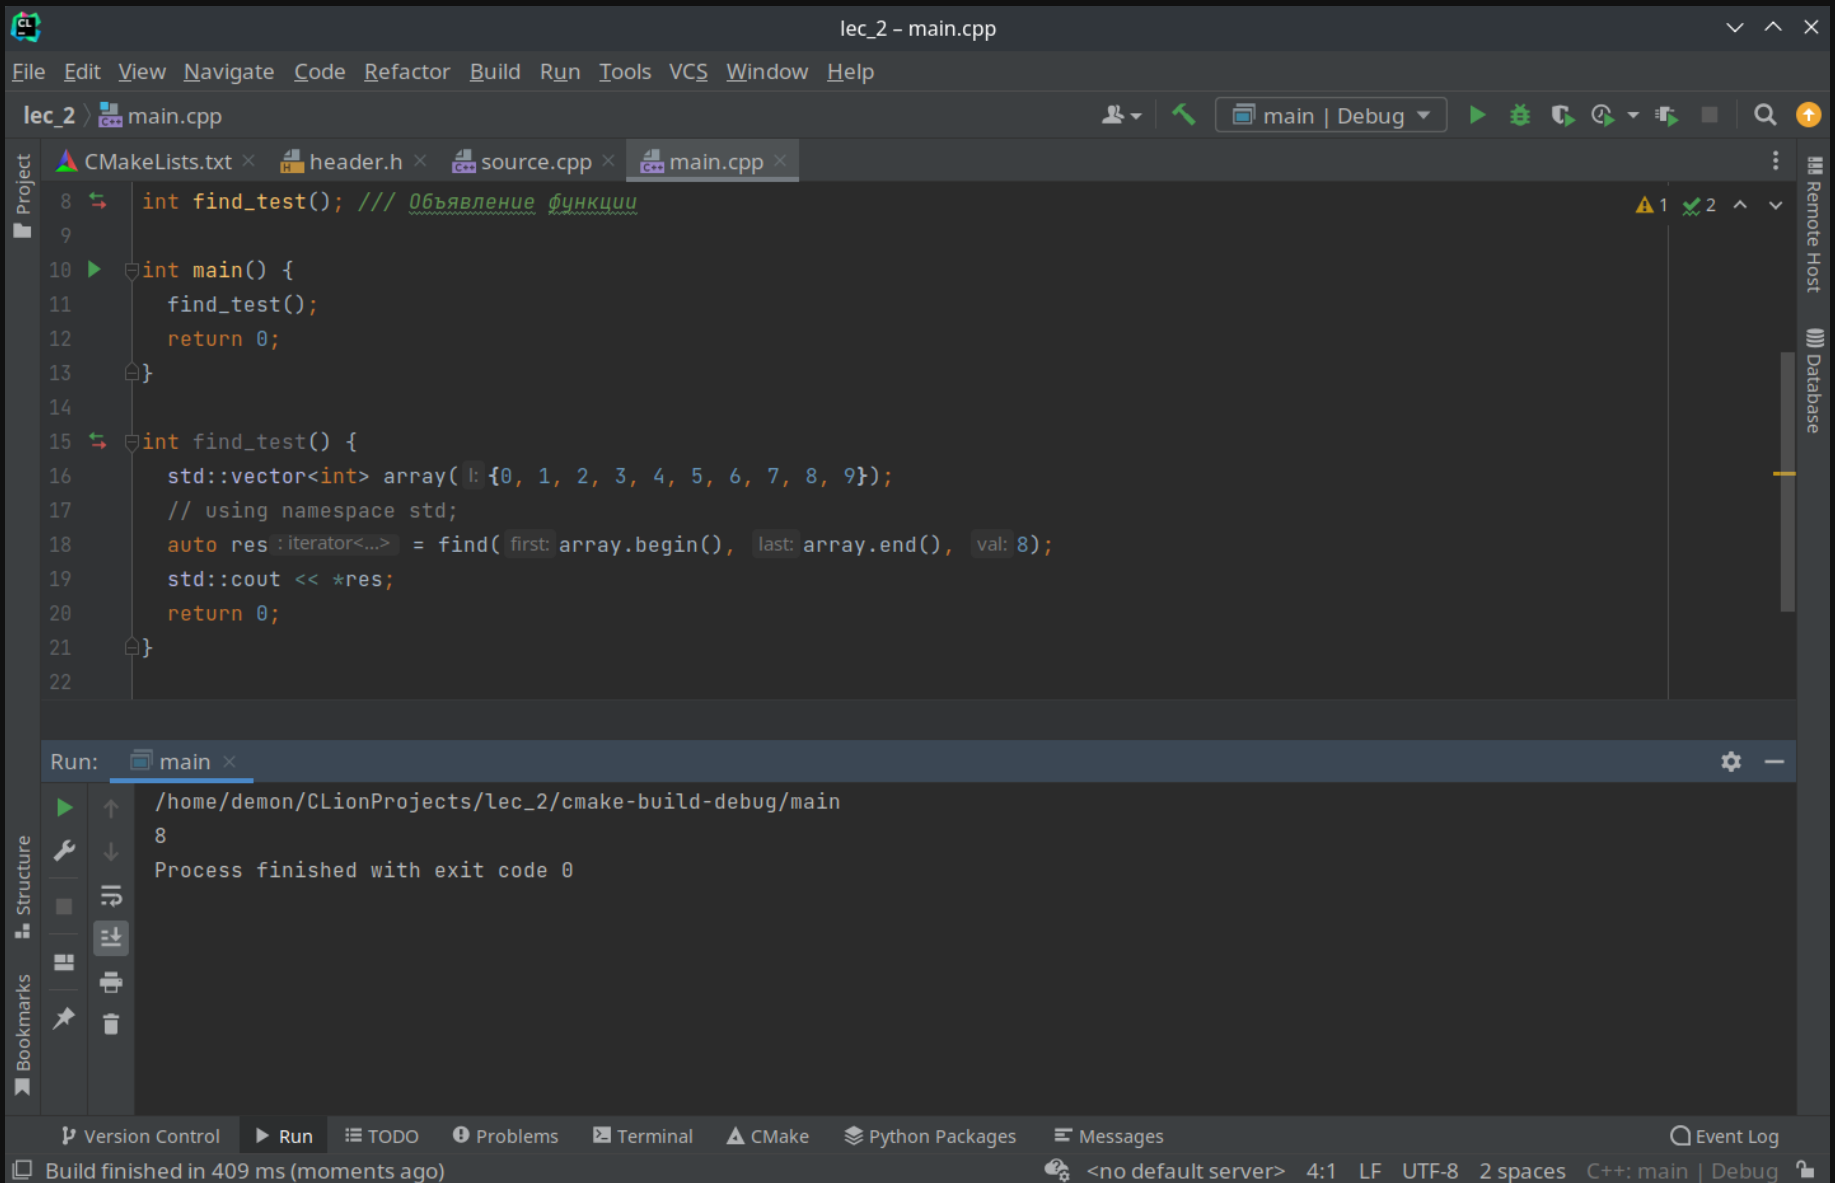 lec_2 – main.cpp
File Edit View Navigate Code Refactor Build Run Tools VCS Window Help
lec_2 main.cpp main | Debug
CMakeLists.txt header.h source.cpp main.cpp
Project
Remote Host
Database
1 2
8 int find_test(); /// Объявление функции
9
10 int main() {
11 find_test();
12 return 0;
13 }
14
15 int find_test() {
16 std::vector<int> array( l: {0, 1, 2, 3, 4, 5, 6, 7, 8, 9});
17 // using namespace std;
18 auto res : iterator<...> = find( first: array.begin(), last: array.end(), val: 8);
19 std::cout << *res;
20 return 0;
21 }
22
Run: main
/home/demon/CLionProjects/lec_2/cmake-build-debug/main
8
Process finished with exit code 0
Structure
Bookmarks
Version Control Run TODO Problems Terminal CMake Python Packages Messages Event Log
Build finished in 409 ms (moments ago) <no default server> 4:1 LF UTF-8 2 spaces C++: main | Debug